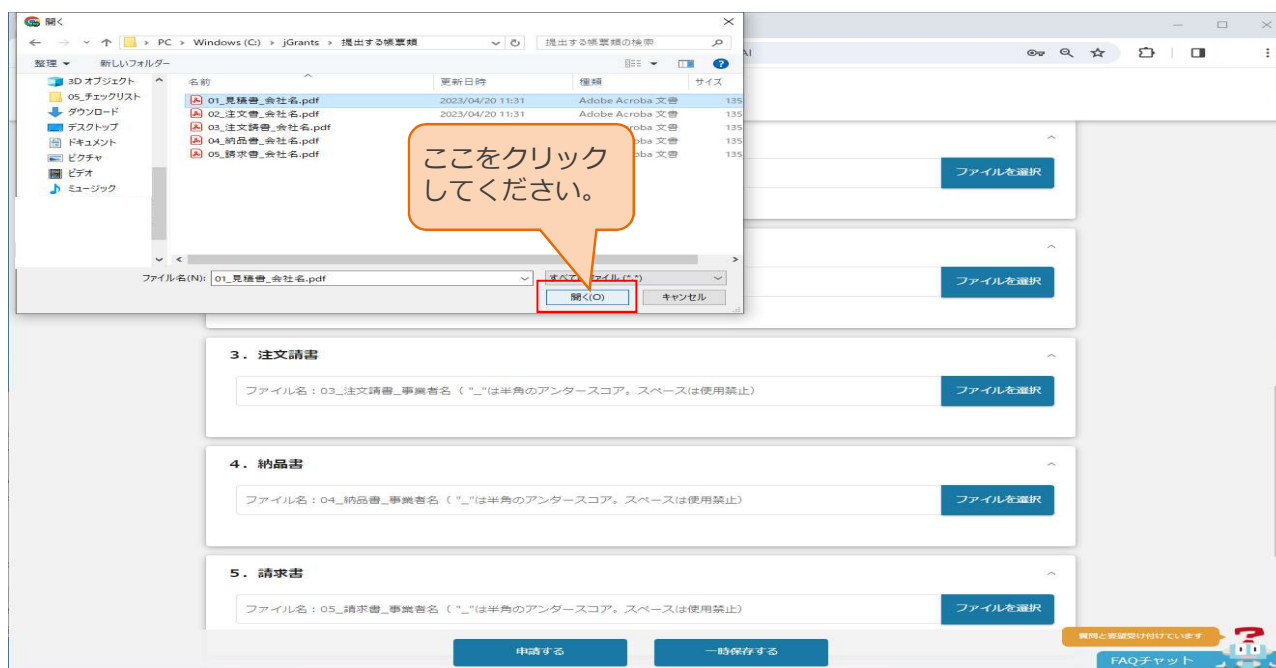 開く
PC > Windows (C:) > jGrants > 提出する帳票類
提出する帳票類の検索
整理
新しいフォルダー
3D オブジェクト
05_チェックリスト
ダウンロード
デスクトップ
ドキュメント
ピクチャ
ビデオ
ミュージック
名前 更新日時 種類 サイズ
01_見積書_会社名.pdf 2023/04/20 11:31 Adobe Acroba 文書 135
02_注文書_会社名.pdf 2023/04/20 11:31 Adobe Acroba 文書 135
03_注文請書_会社名.pdf 文書 135
04_納品書_会社名.pdf 文書 135
05_請求書_会社名.pdf 文書 135
ここをクリック
してください。
ファイル名(N): 01_見積書_会社名.pdf
開く(O) キャンセル
ファイルを選択
ファイルを選択
3. 注文請書
ファイル名：03_注文請書_事業者名（ "_"は半角のアンダースコア。スペースは使用禁止）
ファイルを選択
4. 納品書
ファイル名：04_納品書_事業者名（ "_"は半角のアンダースコア。スペースは使用禁止）
ファイルを選択
5. 請求書
ファイル名：05_請求書_事業者名（ "_"は半角のアンダースコア。スペースは使用禁止）
ファイルを選択
申請する 一時保存する
質問と要望受け付けています
FAQチャット